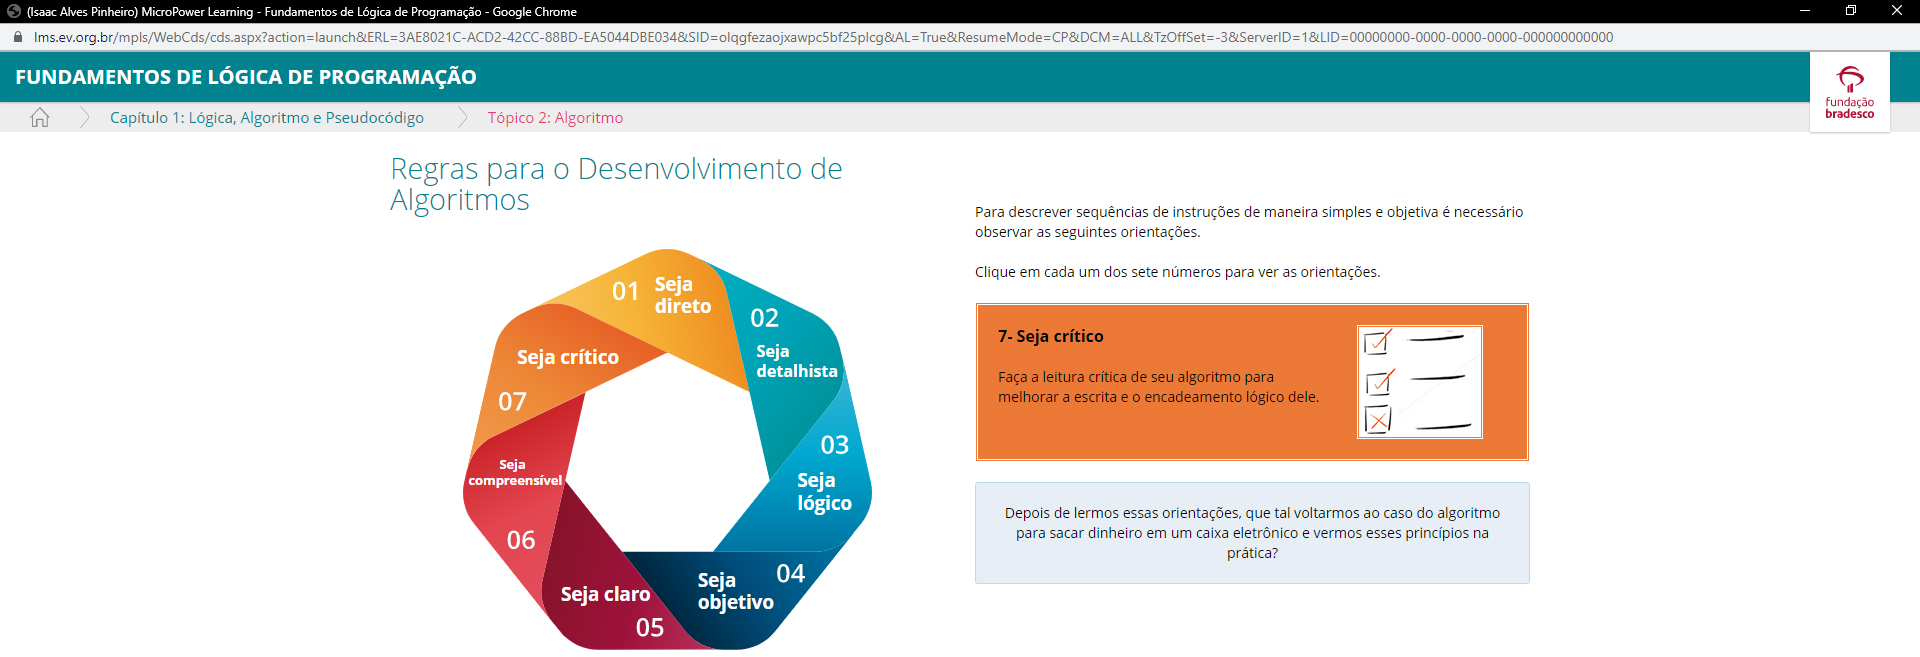 (Isaac Alves Pinheiro) MicroPower Learning - Fundamentos de Lógica de Programação - Google Chrome
lms.ev.org.br/mpls/WebCds/cds.aspx?action=launch&ERL=3AE8021C-ACD2-42CC-88BD-EA5044DBE034&SID=olqgfezaojxawpc5bf25plcg&AL=True&ResumeMode=CP&DCM=ALL&TzOffSet=-3&ServerID=1&LID=00000000-0000-0000-0000-000000000000
FUNDAMENTOS DE LÓGICA DE PROGRAMAÇÃO
fundação
bradesco
Capítulo 1: Lógica, Algoritmo e Pseudocódigo
Tópico 2: Algoritmo
Regras para o Desenvolvimento de
Algoritmos
01 Seja
direto
02
Seja
detalhista
03
Seja
lógico
04
Seja
objetivo
Seja claro
05
Seja
compreensível
06
Seja crítico
07
Para descrever sequências de instruções de maneira simples e objetiva é necessário
observar as seguintes orientações.
Clique em cada um dos sete números para ver as orientações.
7- Seja crítico
Faça a leitura crítica de seu algoritmo para
melhorar a escrita e o encadeamento lógico dele.
Depois de lermos essas orientações, que tal voltarmos ao caso do algoritmo
para sacar dinheiro em um caixa eletrônico e vermos esses princípios na
prática?